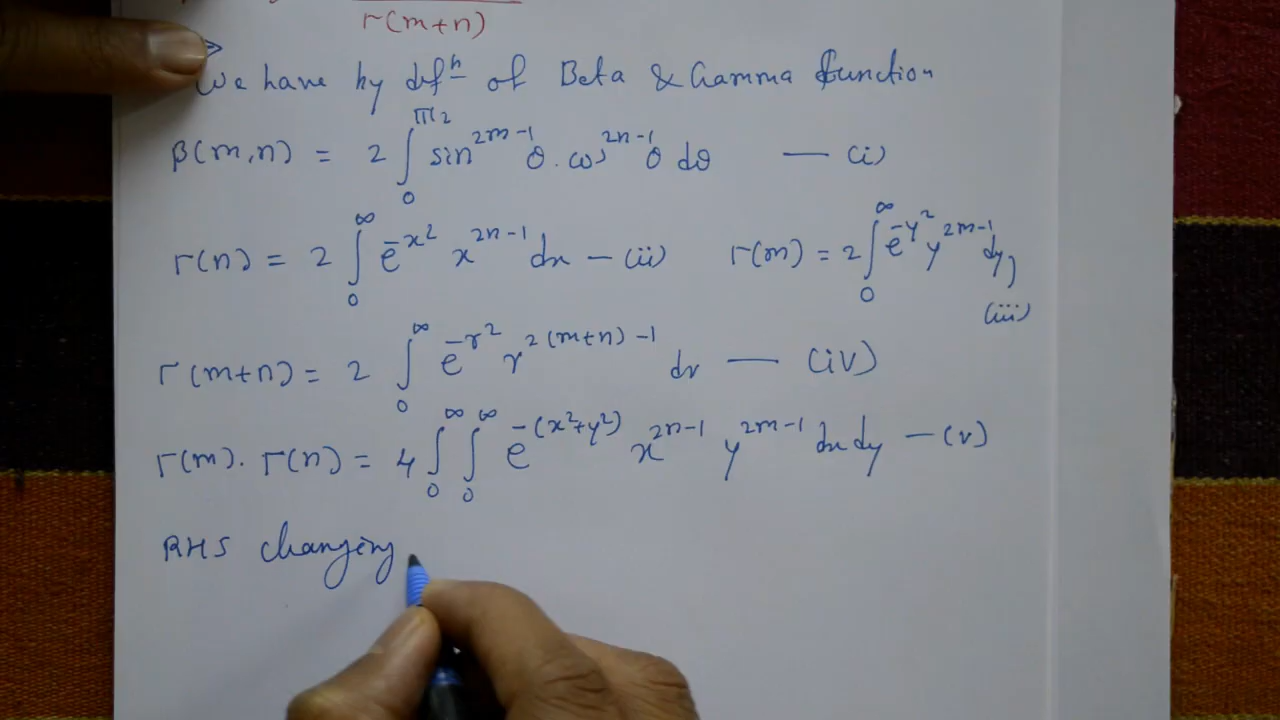 Γ(m+n)
⇒ We have by defⁿ of Beta & Gamma function
β(m,n) = 2 ∫₀^{π/2} sin^{2m-1}θ . cos^{2n-1}θ dθ — (i)
Γ(n) = 2 ∫₀^∞ e^{-x²} x^{2n-1} dx — (ii) Γ(m) = 2 ∫₀^∞ e^{-y²} y^{2m-1} dy, (iii)
Γ(m+n) = 2 ∫₀^∞ e^{-r²} r^{2(m+n)-1} dr — (iv)
Γ(m). Γ(n) = 4 ∫₀^∞ ∫₀^∞ e^{-(x²+y²)} x^{2n-1} y^{2m-1} dx dy — (v)
RHS changing